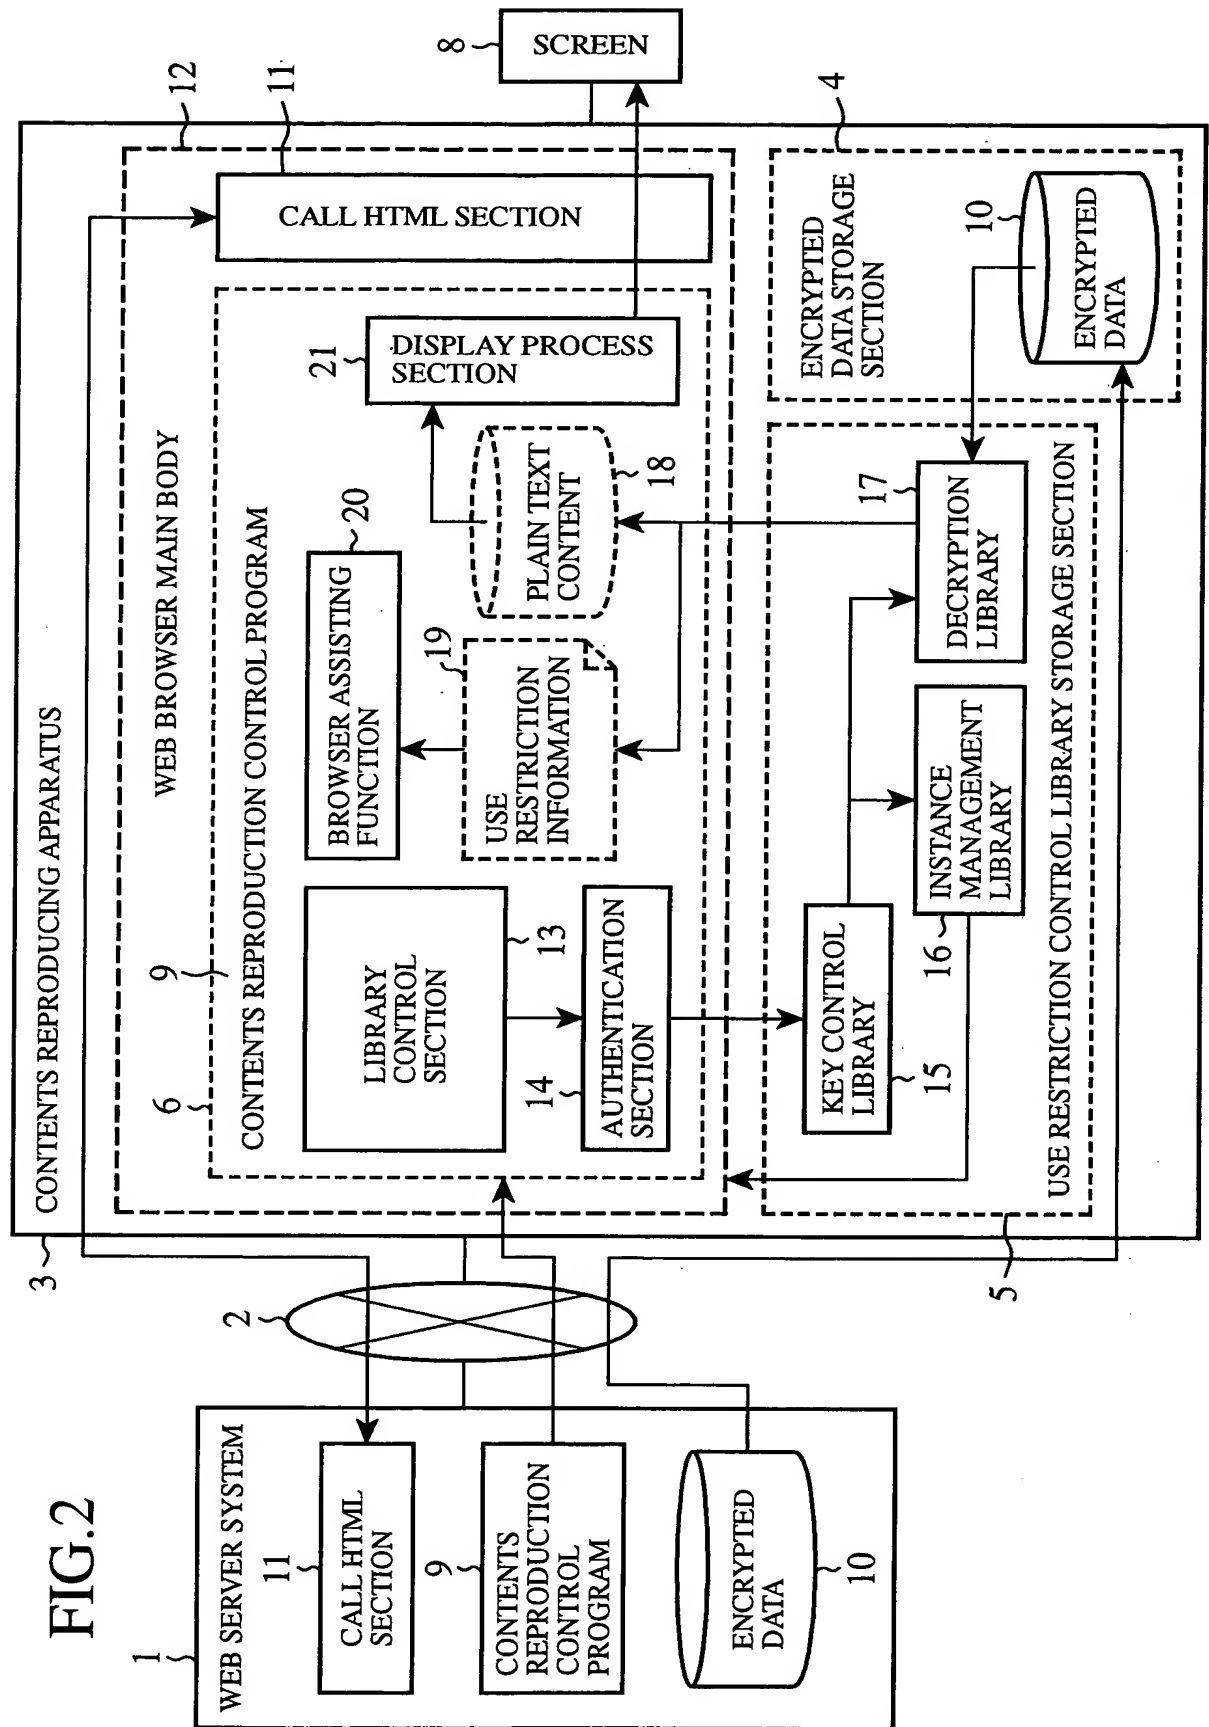 FIG.2
1
WEB SERVER SYSTEM
11
CALL HTML
SECTION
9
CONTENTS
REPRODUCTION
CONTROL
PROGRAM
ENCRYPTED
DATA
10
2
3
CONTENTS REPRODUCING APPARATUS
12
WEB BROWSER MAIN BODY
9
6
CONTENTS REPRODUCTION CONTROL PROGRAM
LIBRARY
CONTROL
SECTION
13
14
AUTHENTICATION
SECTION
BROWSER ASSISTING
FUNCTION
20
19
USE
RESTRICTION
INFORMATION
PLAIN TEXT
CONTENT
18
21
DISPLAY PROCESS
SECTION
CALL HTML SECTION
11
8
SCREEN
KEY CONTROL
LIBRARY
15
INSTANCE
MANAGEMENT
LIBRARY
16
17
DECRYPTION
LIBRARY
USE RESTRICTION CONTROL LIBRARY STORAGE SECTION
5
ENCRYPTED
DATA STORAGE
SECTION
4
10
ENCRYPTED
DATA